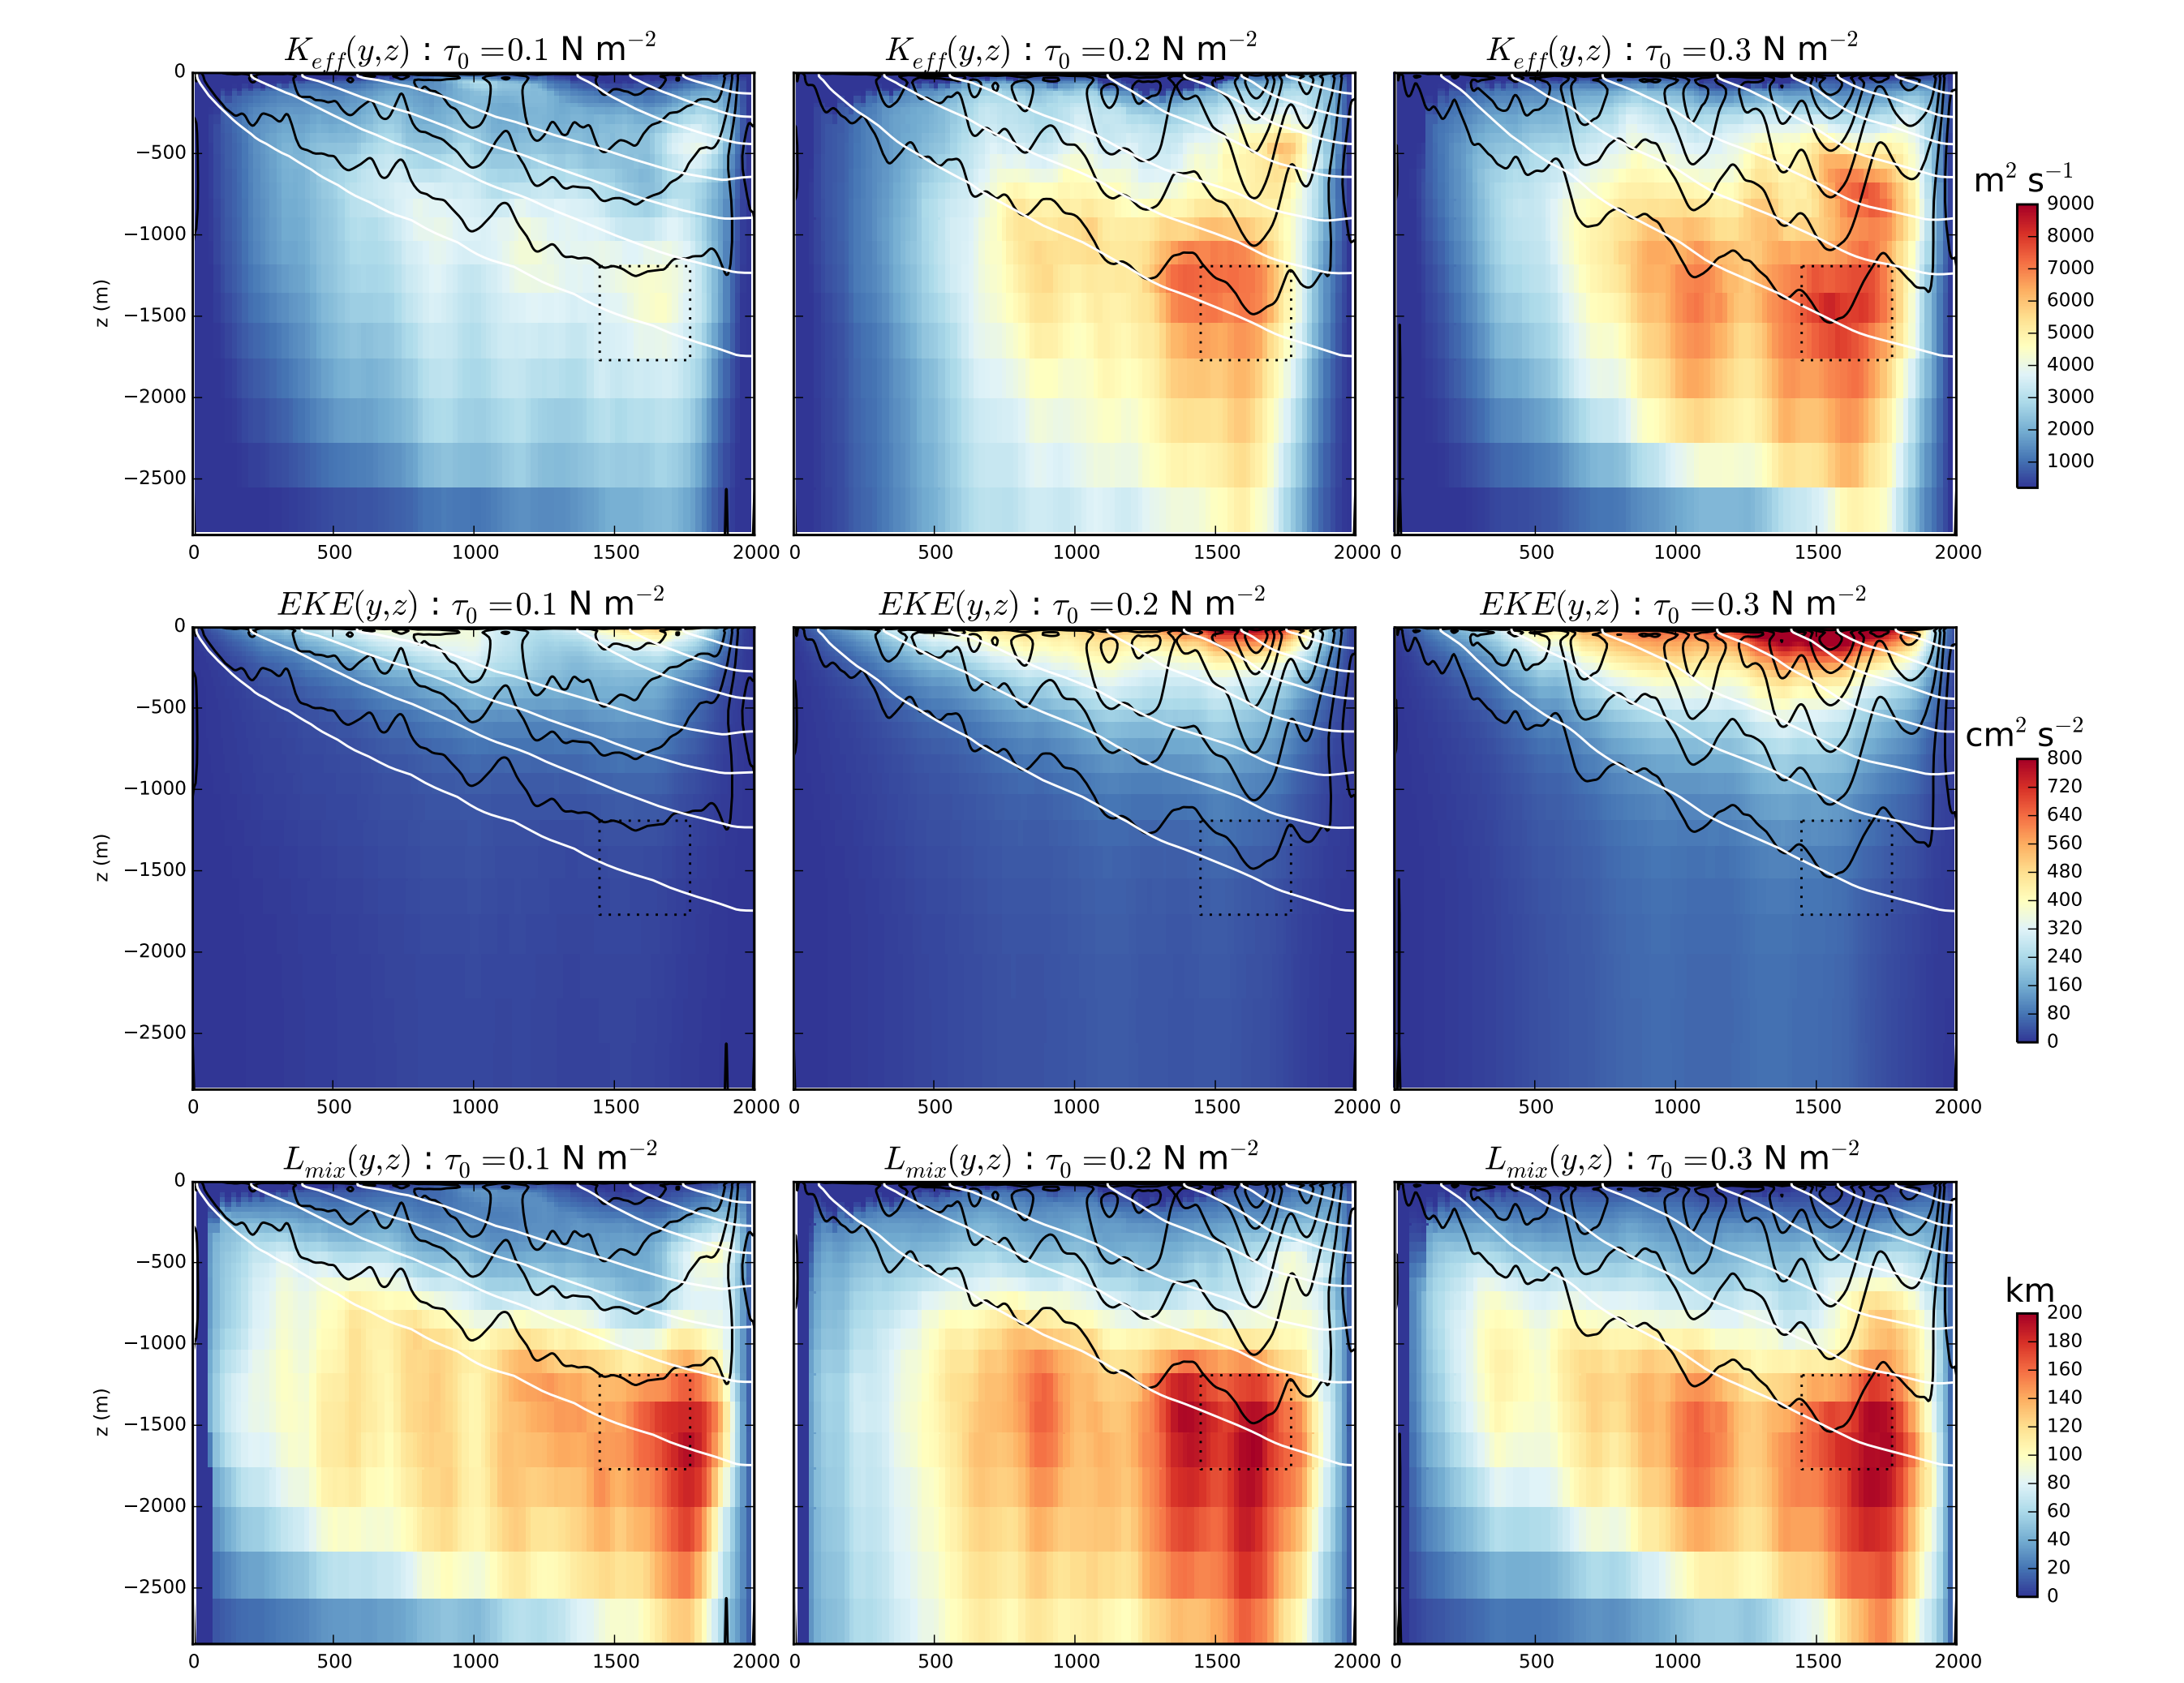 K_eff(y,z) : τ_0 = 0.1 N m⁻²
K_eff(y,z) : τ_0 = 0.2 N m⁻²
K_eff(y,z) : τ_0 = 0.3 N m⁻²
0
−500
−1000
−1500
−2000
−2500
z (m)
0 500 1000 1500 2000
0 500 1000 1500 2000
0 500 1000 1500 2000
m² s⁻¹
9000
8000
7000
6000
5000
4000
3000
2000
1000
EKE(y,z) : τ_0 = 0.1 N m⁻²
EKE(y,z) : τ_0 = 0.2 N m⁻²
EKE(y,z) : τ_0 = 0.3 N m⁻²
0
−500
−1000
−1500
−2000
−2500
z (m)
0 500 1000 1500 2000
0 500 1000 1500 2000
0 500 1000 1500 2000
cm² s⁻²
800
720
640
560
480
400
320
240
160
80
0
L_mix(y,z) : τ_0 = 0.1 N m⁻²
L_mix(y,z) : τ_0 = 0.2 N m⁻²
L_mix(y,z) : τ_0 = 0.3 N m⁻²
0
−500
−1000
−1500
−2000
−2500
z (m)
0 500 1000 1500 2000
0 500 1000 1500 2000
0 500 1000 1500 2000
km
200
180
160
140
120
100
80
60
40
20
0